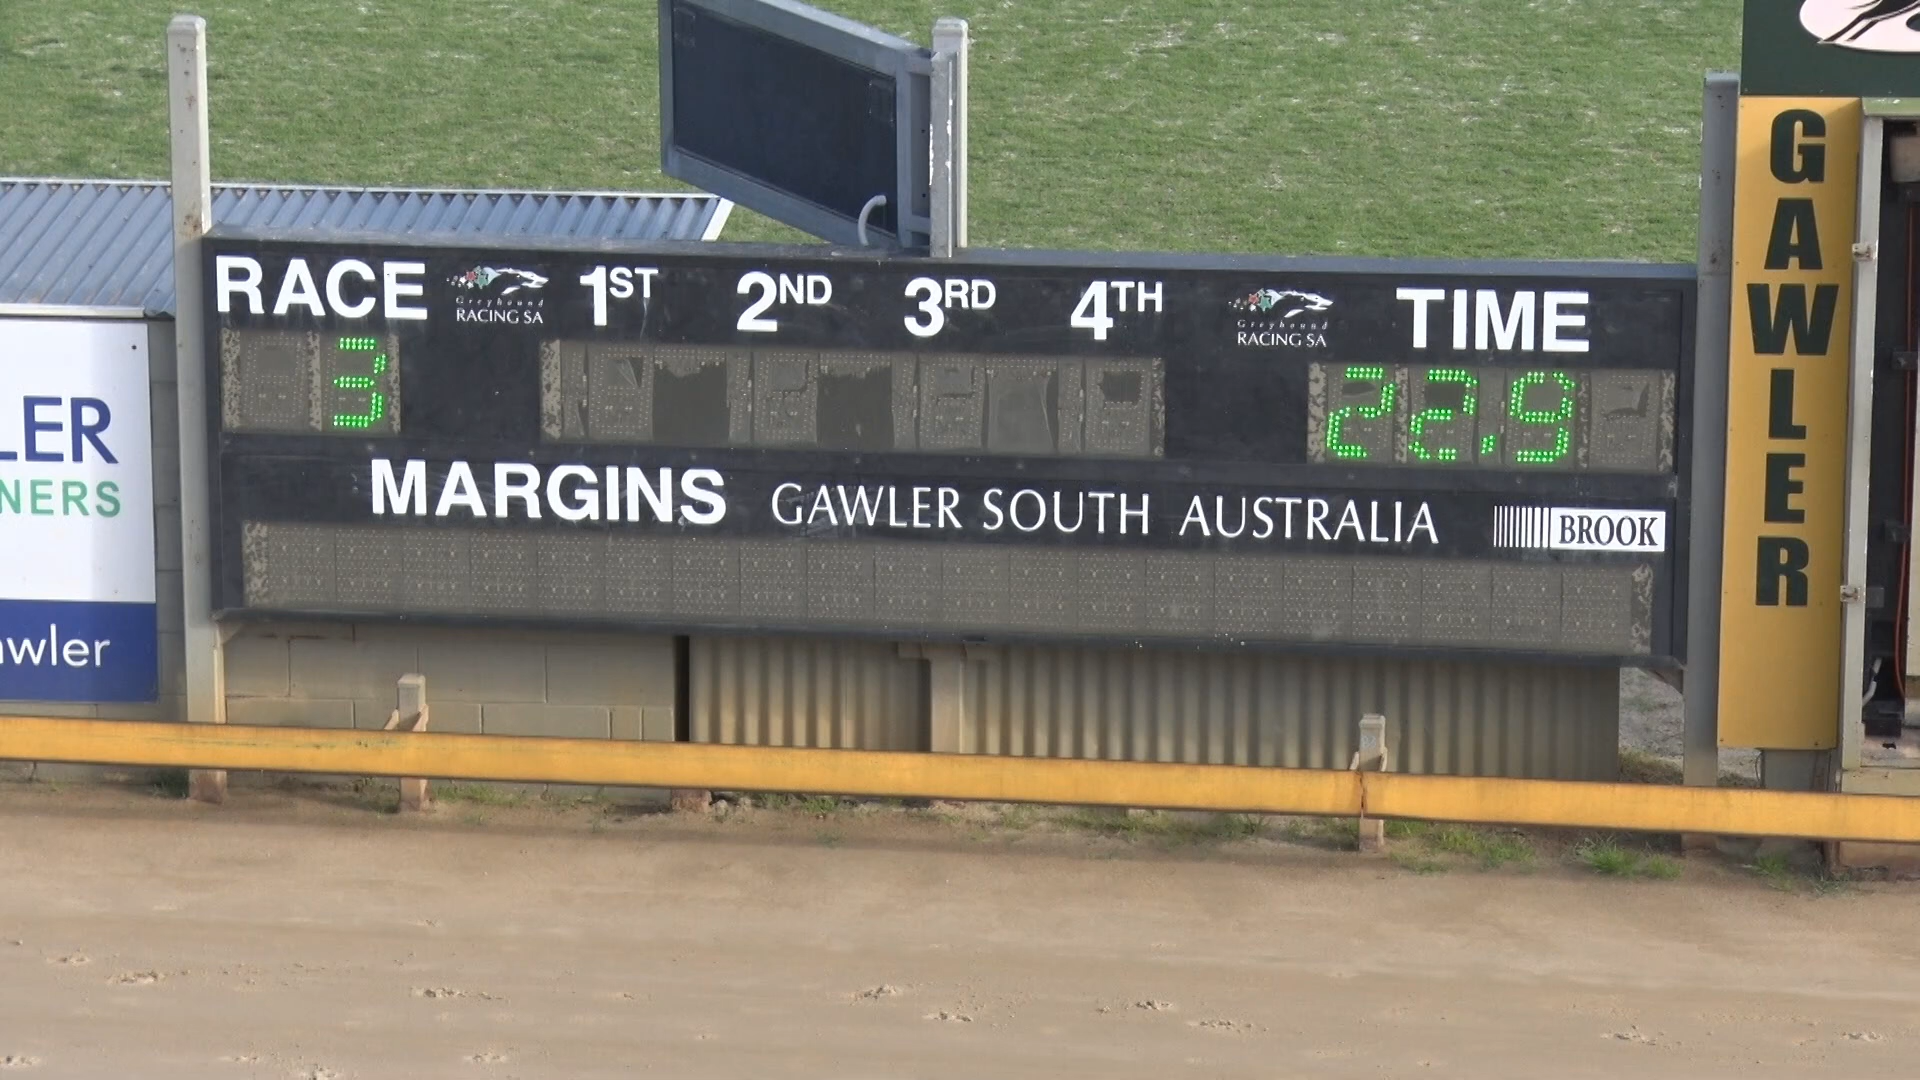 RACE
Greyhound
RACING SA
1ST
2ND
3RD
4TH
Greyhound
RACING SA
TIME
3
22.9
MARGINS
GAWLER SOUTH AUSTRALIA
BROOK
LER
NERS
awler
GAWLER